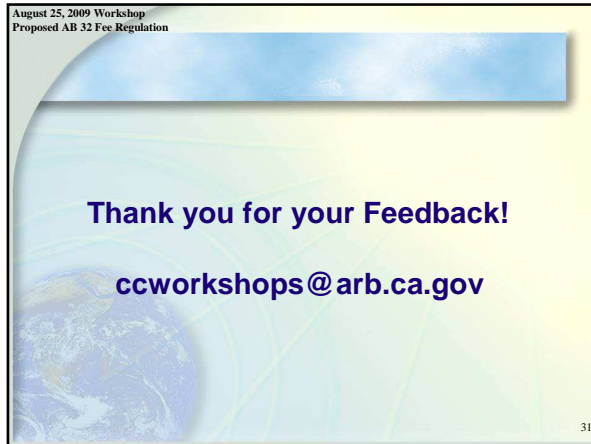 August 25, 2009 Workshop
Proposed AB 32 Fee Regulation
Thank you for your Feedback!
ccworkshops@arb.ca.gov
31